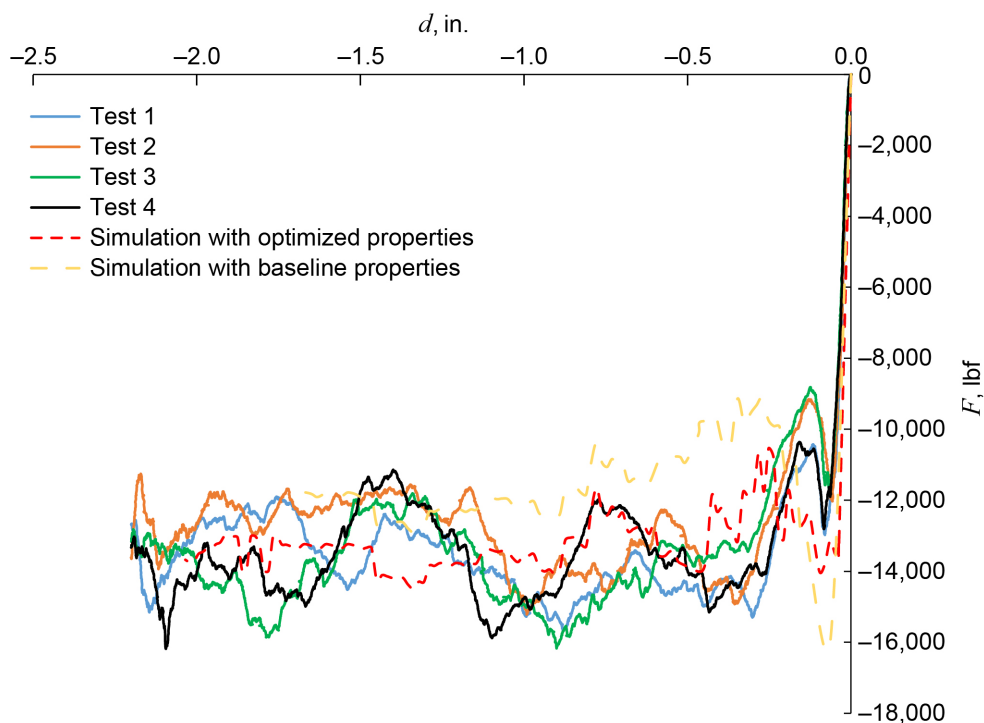 d, in.
–2.5 –2.0 –1.5 –1.0 –0.5 0.0
0
Test 1
Test 2
Test 3
Test 4
Simulation with optimized properties
Simulation with baseline properties
–2,000
–4,000
–6,000
–8,000
–10,000
–12,000
–14,000
–16,000
–18,000
F, lbf